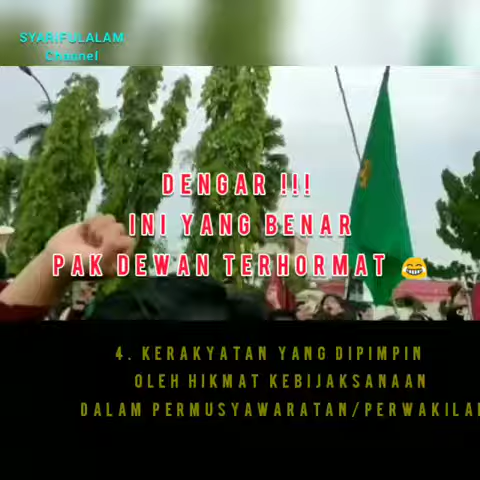 SYARIFULALAM
Channel
DENGAR !!!
INI YANG BENAR
PAK DEWAN TERHORMAT 😂
4. KERAKYATAN YANG DIPIMPIN
OLEH HIKMAT KEBIJAKSANAAN
DALAM PERMUSYAWARATAN/PERWAKILA